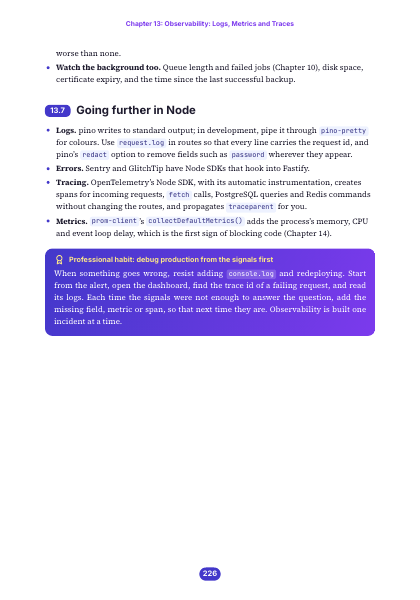 Chapter 13: Observability: Logs, Metrics and Traces
worse than none.
• Watch the background too. Queue length and failed jobs (Chapter 10), disk space,
certificate expiry, and the time since the last successful backup.
13.7 Going further in Node
• Logs. pino writes to standard output; in development, pipe it through pino-pretty
for colours. Use request.log in routes so that every line carries the request id, and
pino's redact option to remove fields such as password wherever they appear.
• Errors. Sentry and GlitchTip have Node SDKs that hook into Fastify.
• Tracing. OpenTelemetry's Node SDK, with its automatic instrumentation, creates
spans for incoming requests, fetch calls, PostgreSQL queries and Redis commands
without changing the routes, and propagates traceparent for you.
• Metrics. prom-client's collectDefaultMetrics() adds the process's memory, CPU
and event loop delay, which is the first sign of blocking code (Chapter 14).
Professional habit: debug production from the signals first
When something goes wrong, resist adding console.log and redeploying. Start
from the alert, open the dashboard, find the trace id of a failing request, and read
its logs. Each time the signals were not enough to answer the question, add the
missing field, metric or span, so that next time they are. Observability is built one
incident at a time.
226